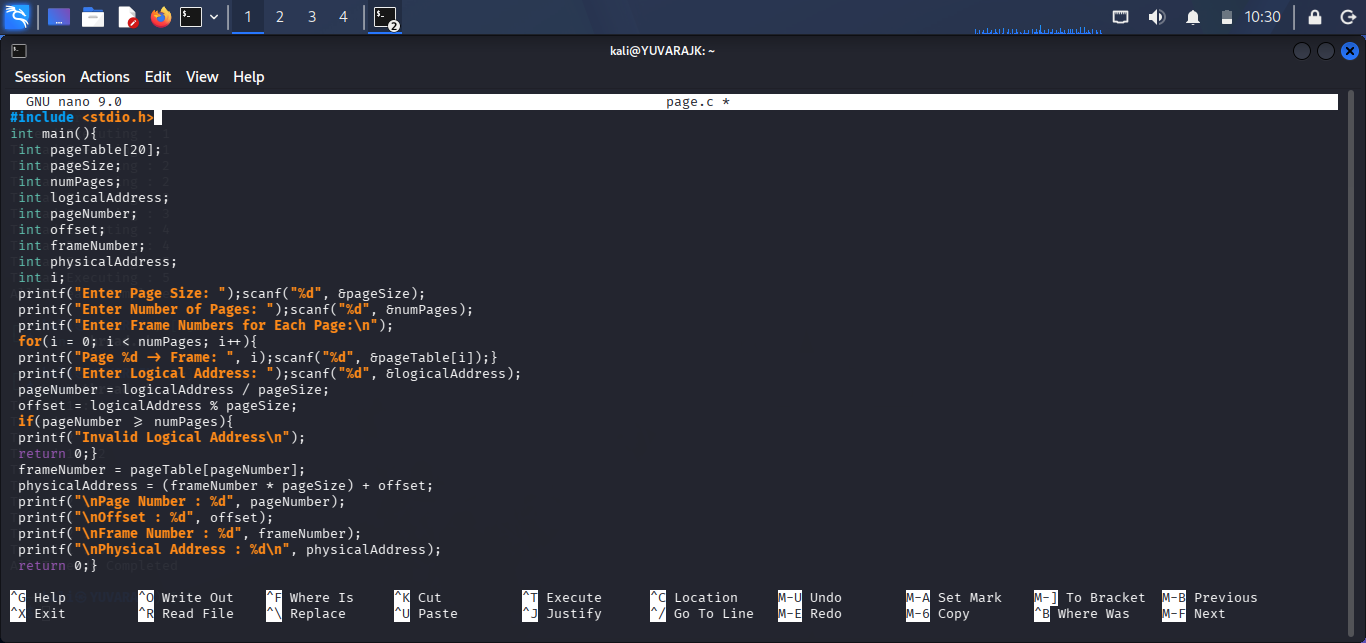 1 2 3 4 2 10:30
kali@YUVARAJK: ~
Session Actions Edit View Help
GNU nano 9.0 page.c *
#include <stdio.h>
int main(){
int pageTable[20];
int pageSize;
int numPages;
int logicalAddress;
int pageNumber;
int offset;
int frameNumber;
int physicalAddress;
int i;
printf("Enter Page Size: ");scanf("%d", &pageSize);
printf("Enter Number of Pages: ");scanf("%d", &numPages);
printf("Enter Frame Numbers for Each Page:\n");
for(i = 0; i < numPages; i++){
printf("Page %d -> Frame: ", i);scanf("%d", &pageTable[i]);}
printf("Enter Logical Address: ");scanf("%d", &logicalAddress);
pageNumber = logicalAddress / pageSize;
offset = logicalAddress % pageSize;
if(pageNumber >= numPages){
printf("Invalid Logical Address\n");
return 0;}
frameNumber = pageTable[pageNumber];
physicalAddress = (frameNumber * pageSize) + offset;
printf("\nPage Number : %d", pageNumber);
printf("\nOffset : %d", offset);
printf("\nFrame Number : %d", frameNumber);
printf("\nPhysical Address : %d\n", physicalAddress);
return 0;} Completed
^G Help ^O Write Out ^F Where Is ^K Cut ^T Execute ^C Location M-U Undo M-A Set Mark M-] To Bracket M-B Previous
^X Exit ^R Read File ^\ Replace ^U Paste ^J Justify ^/ Go To Line M-E Redo M-6 Copy ^B Where Was M-F Next